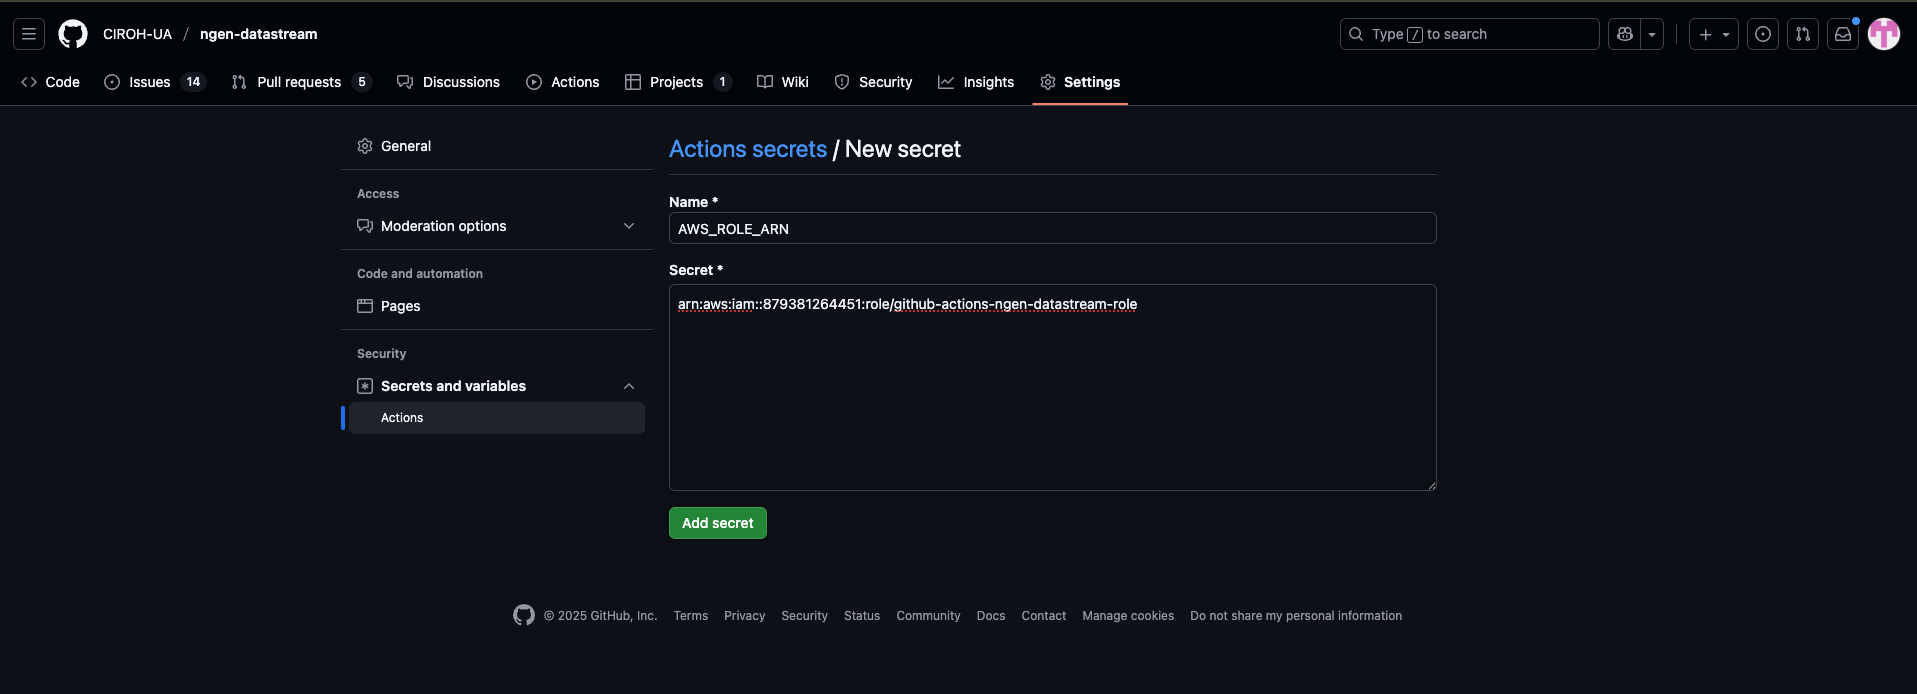 CIROH-UA / ngen-datastream
Type / to search
Code
Issues 14
Pull requests 5
Discussions
Actions
Projects 1
Wiki
Security
Insights
Settings
General
Access
Moderation options
Code and automation
Pages
Security
Secrets and variables
Actions
Actions secrets / New secret
Name *
AWS_ROLE_ARN
Secret *
arn:aws:iam::879381264451:role/github-actions-ngen-datastream-role
Add secret
© 2025 GitHub, Inc. Terms Privacy Security Status Community Docs Contact Manage cookies Do not share my personal information